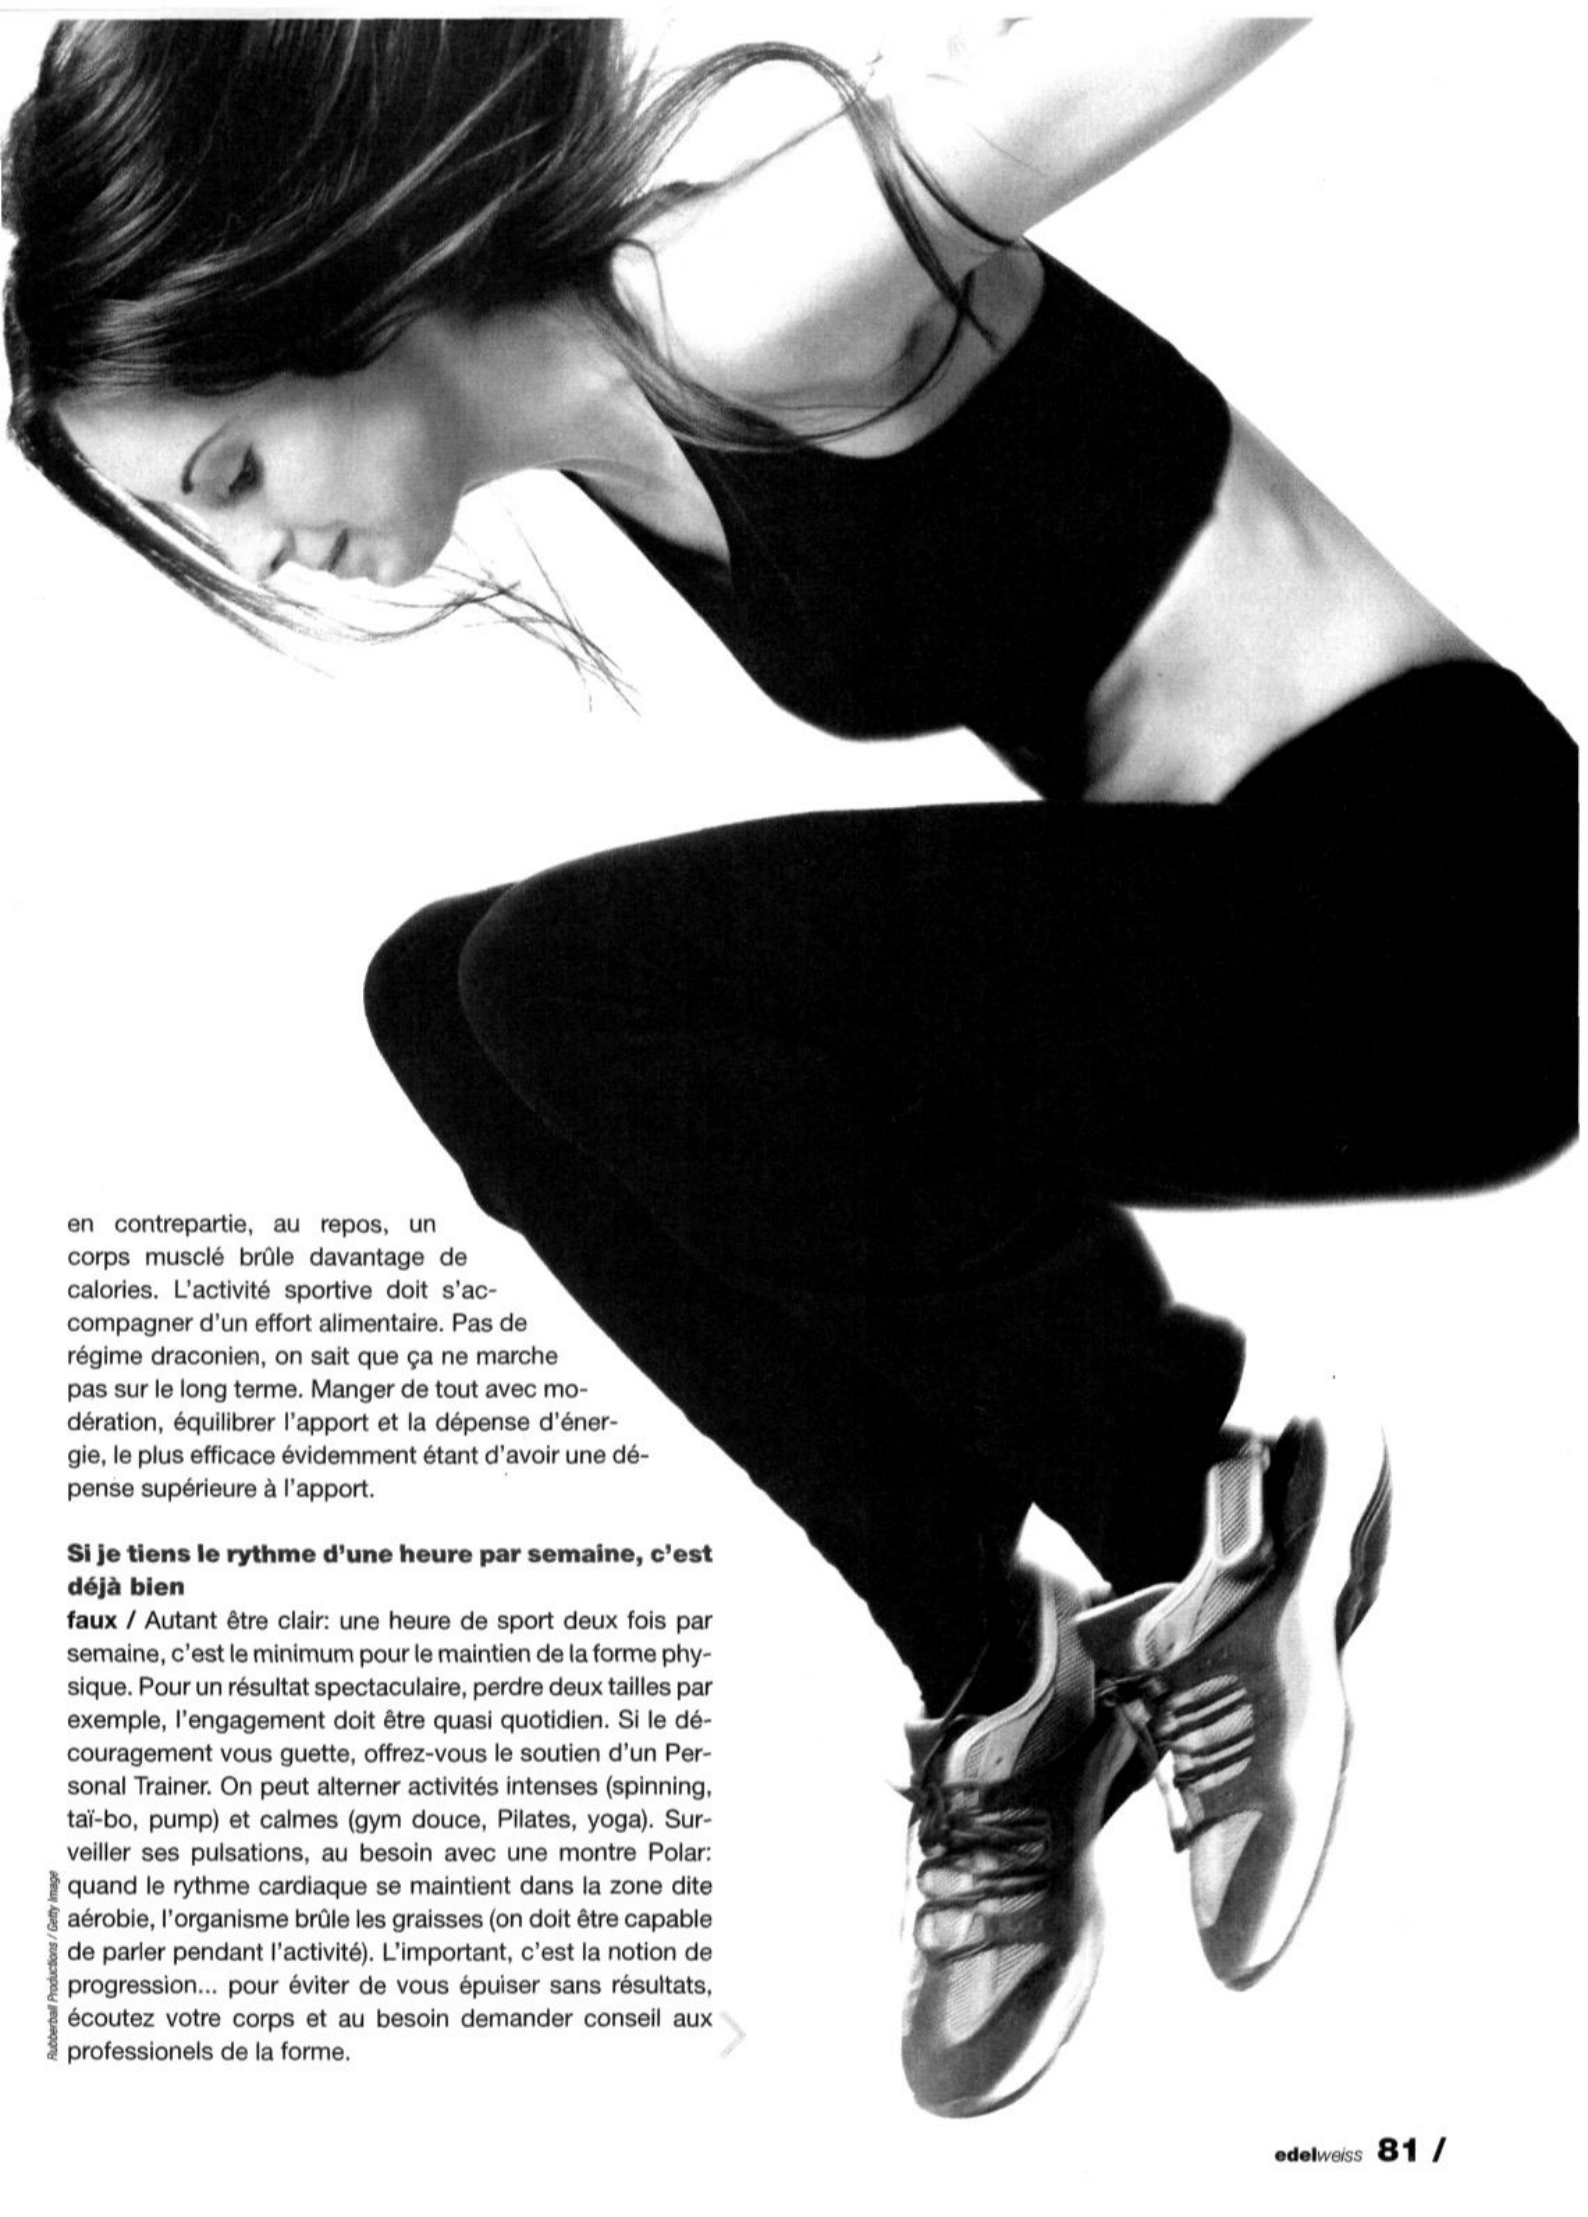 en contrepartie, au repos, un
corps musclé brûle davantage de
calories. L'activité sportive doit s'ac-
compagner d'un effort alimentaire. Pas de
régime draconien, on sait que ça ne marche
pas sur le long terme. Manger de tout avec mo-
dération, équilibrer l'apport et la dépense d'éner-
gie, le plus efficace évidemment étant d'avoir une dé-
pense supérieure à l'apport.
Si je tiens le rythme d'une heure par semaine, c'est
déjà bien
faux / Autant être clair: une heure de sport deux fois par
semaine, c'est le minimum pour le maintien de la forme phy-
sique. Pour un résultat spectaculaire, perdre deux tailles par
exemple, l'engagement doit être quasi quotidien. Si le dé-
couragement vous guette, offrez-vous le soutien d'un Per-
sonal Trainer. On peut alterner activités intenses (spinning,
taï-bo, pump) et calmes (gym douce, Pilates, yoga). Sur-
veiller ses pulsations, au besoin avec une montre Polar:
quand le rythme cardiaque se maintient dans la zone dite
aérobie, l'organisme brûle les graisses (on doit être capable
de parler pendant l'activité). L'important, c'est la notion de
progression... pour éviter de vous épuiser sans résultats,
écoutez votre corps et au besoin demander conseil aux
professionels de la forme.
Rubberball Productions / Getty Image
edelweiss 81 /